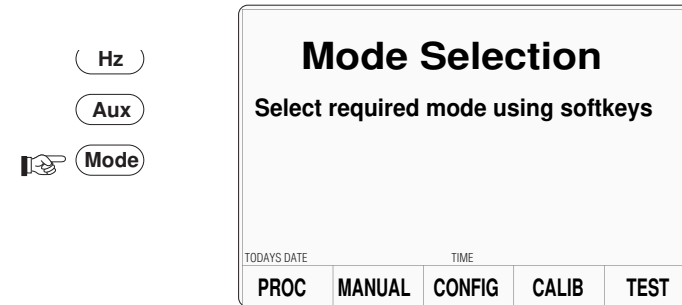 Hz
Aux
Mode
Mode Selection
Select required mode using softkeys
TODAYS DATE TIME
PROC MANUAL CONFIG CALIB TEST